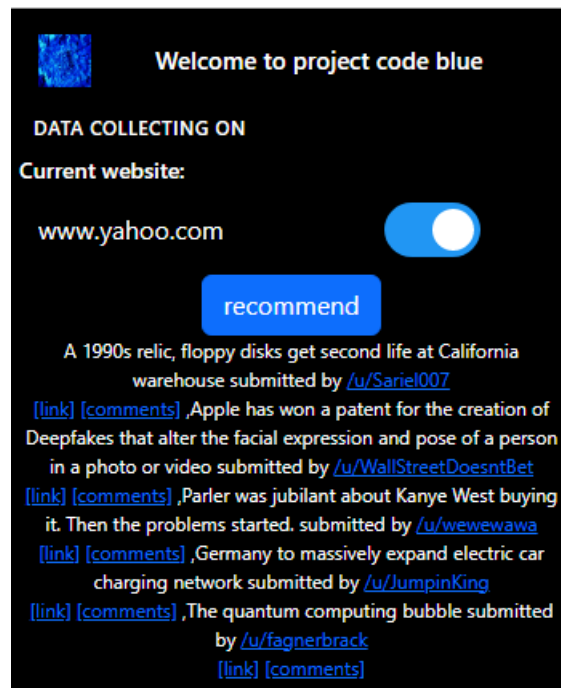 Welcome to project code blue
DATA COLLECTING ON
Current website:
www.yahoo.com
recommend
A 1990s relic, floppy disks get second life at California
warehouse submitted by /u/Sariel007
[link] [comments] ,Apple has won a patent for the creation of
Deepfakes that alter the facial expression and pose of a person
in a photo or video submitted by /u/WallStreetDoesntBet
[link] [comments] ,Parler was jubilant about Kanye West buying
it. Then the problems started. submitted by /u/wewewawa
[link] [comments] ,Germany to massively expand electric car
charging network submitted by /u/JumpinKing
[link] [comments] ,The quantum computing bubble submitted
by /u/fagnerbrack
[link] [comments]